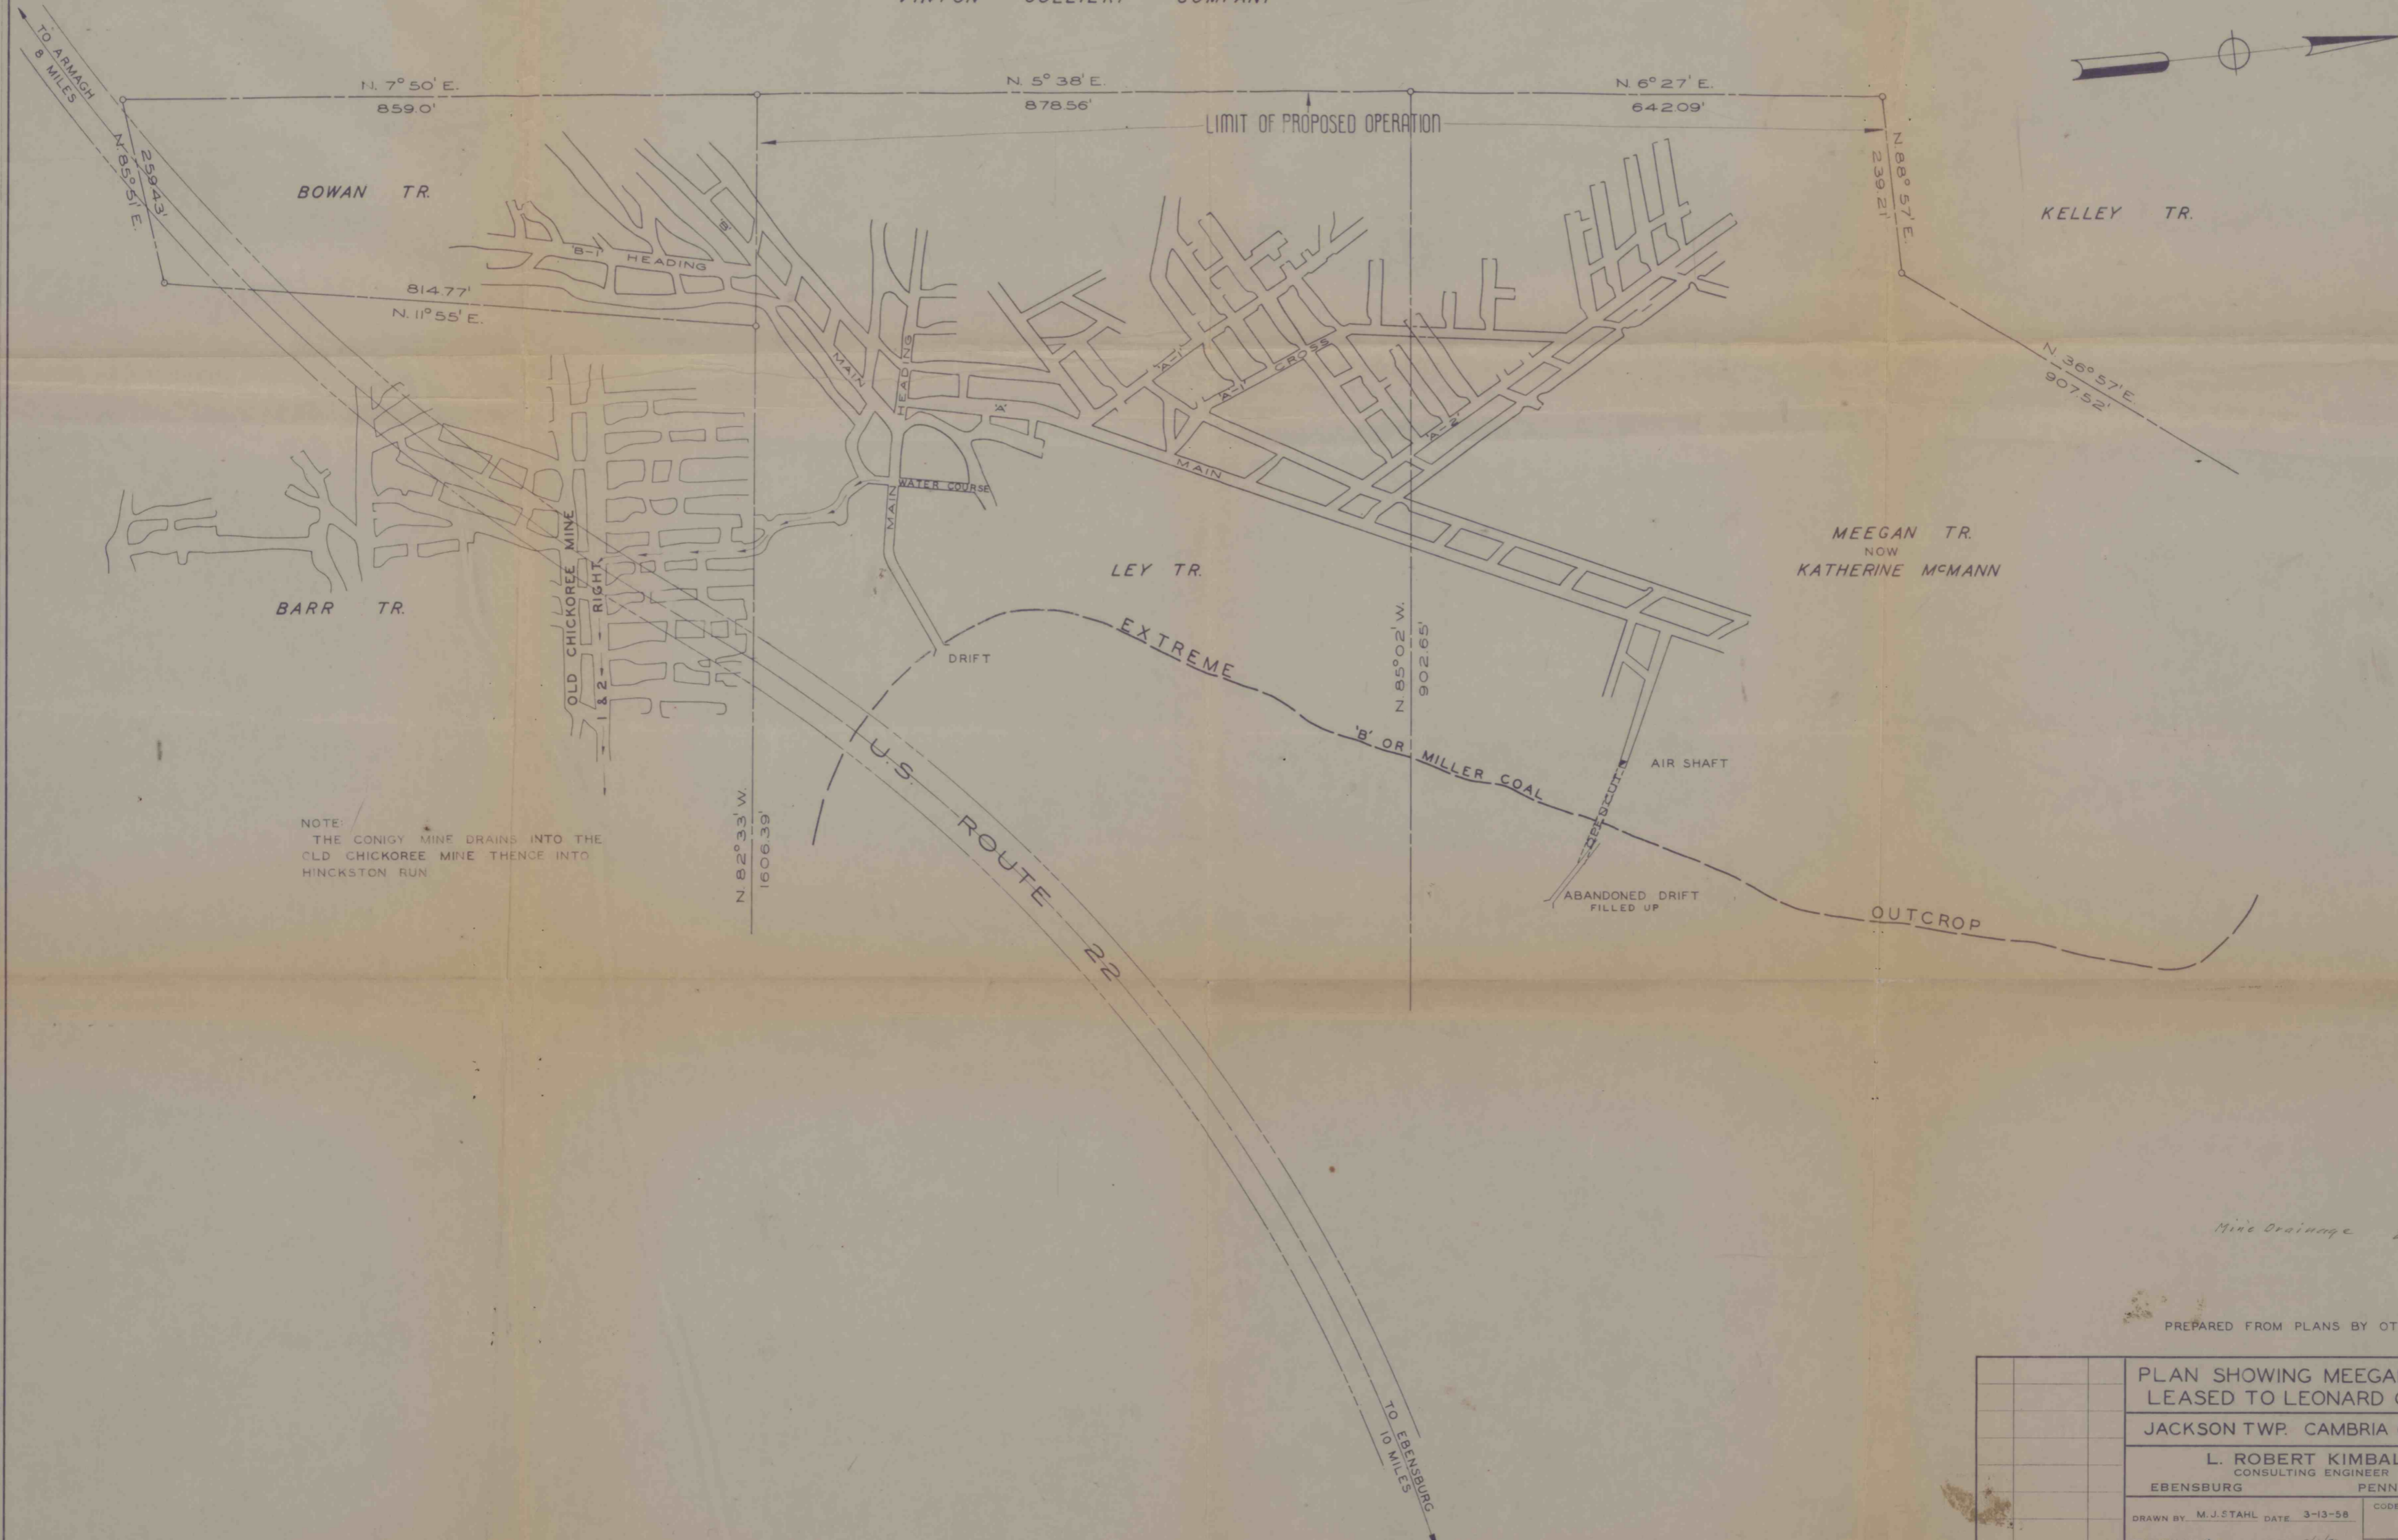 COLLIERY COMPANY
TO ARMAGH
8 MILES
N. 7° 50' E.
859.0'
N. 5° 38' E.
878.56'
N. 6° 27' E.
642.09'
LIMIT OF PROPOSED OPERATION
N. 85° 51' E.
259.43'
N. 88° 57' E.
239.21'
BOWAN TR.
KELLEY TR.
'B'
'B-1' HEADING
814.77'
N. 11° 55' E.
MAIN
HEADING
'A'
'A-1'
'A-1' CROSS
'A-2'
N. 36° 57' E.
907.52'
MAIN
WATER COURSE
MAIN
OLD CHICKOREE MINE
1 & 2 RIGHT
BARR TR.
LEY TR.
MEEGAN TR.
NOW
KATHERINE McMANN
DRIFT
EXTREME
'B' OR MILLER COAL
OUTCROP
N. 85° 02' W.
902.65'
AIR SHAFT
ABANDONED DRIFT
FILLED UP
U.S. ROUTE 22
N. 82° 33' W.
1606.39'
NOTE:
THE CONIGY MINE DRAINS INTO THE
OLD CHICKOREE MINE THENCE INTO
HINCKSTON RUN
TO EBENSBURG
10 MILES
Mine Drainage
PREPARED FROM PLANS BY OT
PLAN SHOWING MEEGA
LEASED TO LEONARD
JACKSON TWP. CAMBRIA
L. ROBERT KIMBAL
CONSULTING ENGINEER
EBENSBURG PENN
DRAWN BY M.J. STAHL DATE 3-13-58 CODE